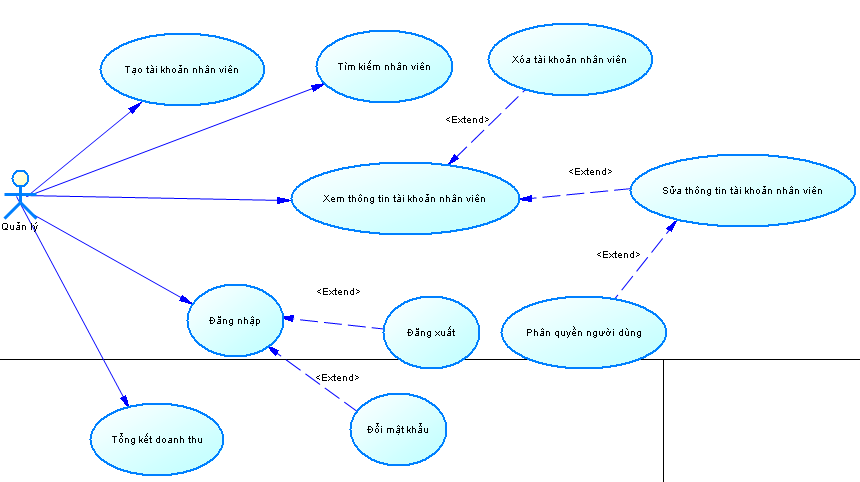 Tạo tài khoản nhân viên
Tìm kiếm nhân viên
Xóa tài khoản nhân viên
<Extend>
Xem thông tin tài khoản nhân viên
<Extend>
Sửa thông tin tài khoản nhân viên
Quản lý
<Extend>
Đăng nhập
<Extend>
Đăng xuất
Phân quyền người dùng
<Extend>
Đổi mật khẩu
Tổng kết doanh thu